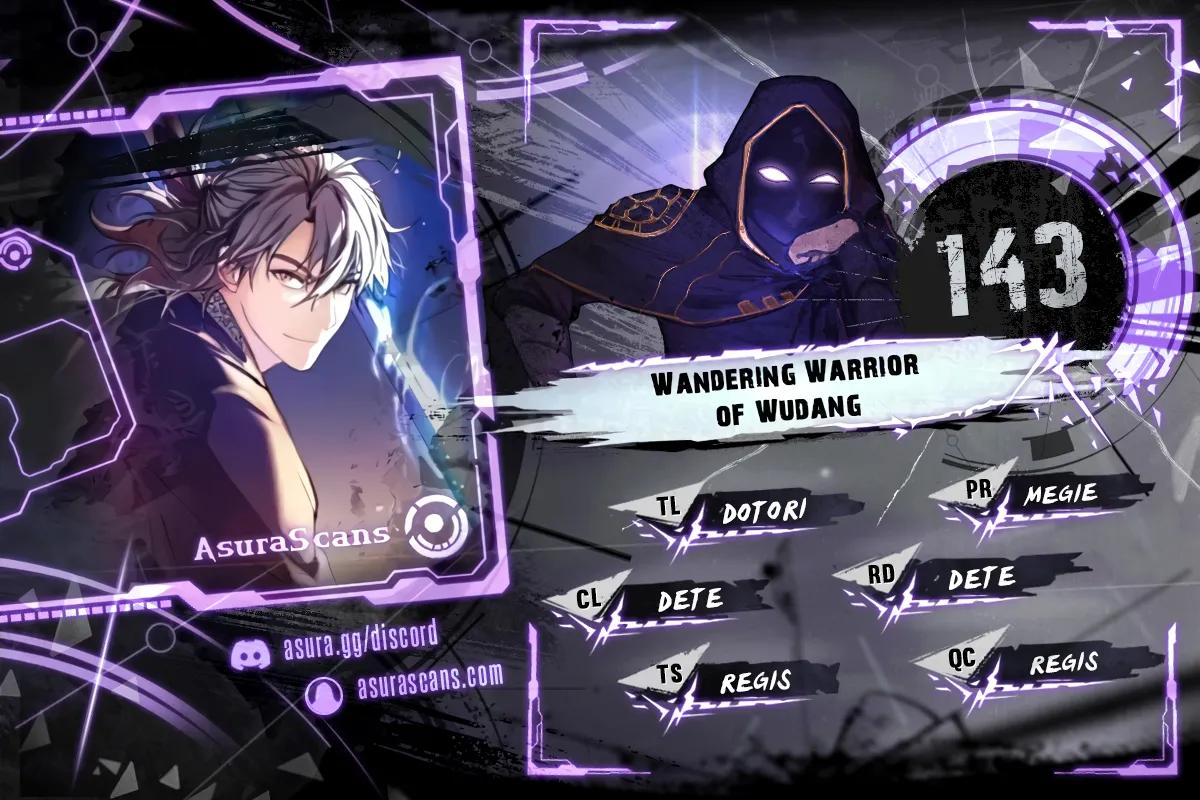 143
WANDERING WARRIOR
OF WUDANG
TL DOTORI
PR MEGIE
CL DETE
RD DETE
TS REGIS
QC REGIS
AsuraScans
asura.gg/discord
asurascans.com